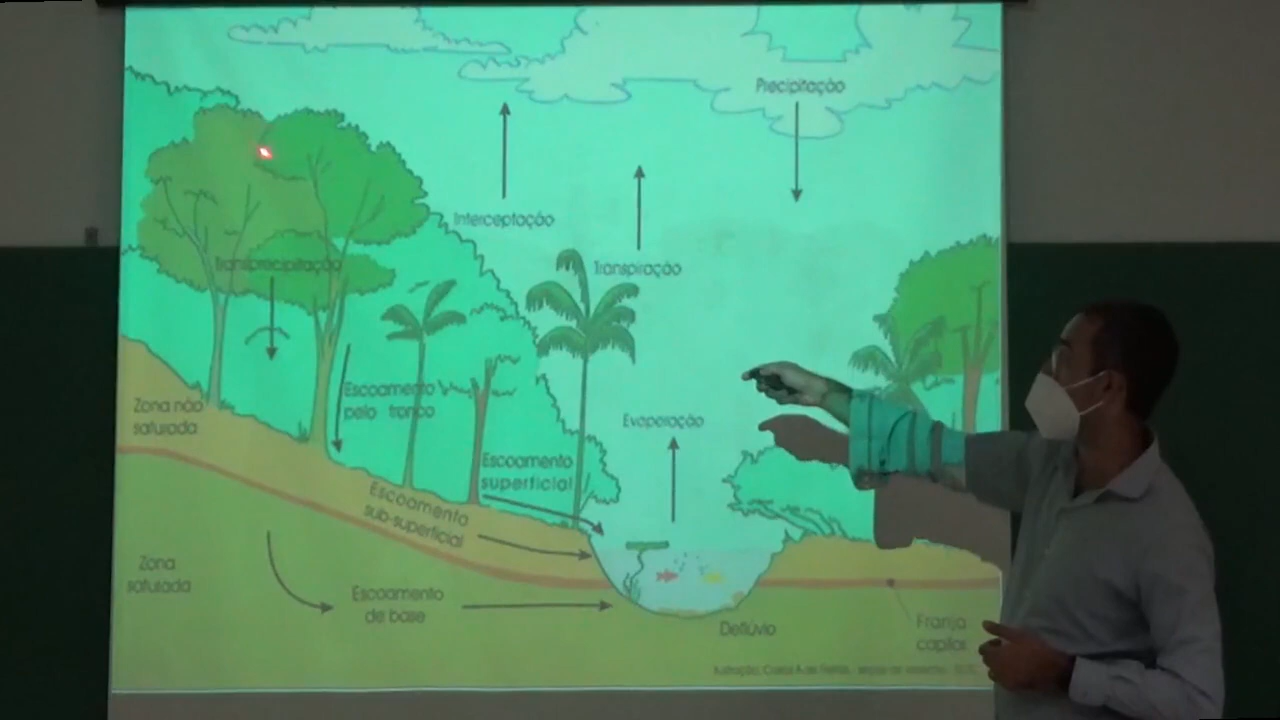 Precipitação
Interceptação
Transpiração
Transprecipitação
Escoamento
pelo tronco
Zona não
saturada
Evaporação
Escoamento
superficial
Escoamento
sub-superficial
Zona
saturada
Escoamento
de base
Deflúvio
Franja
capilar